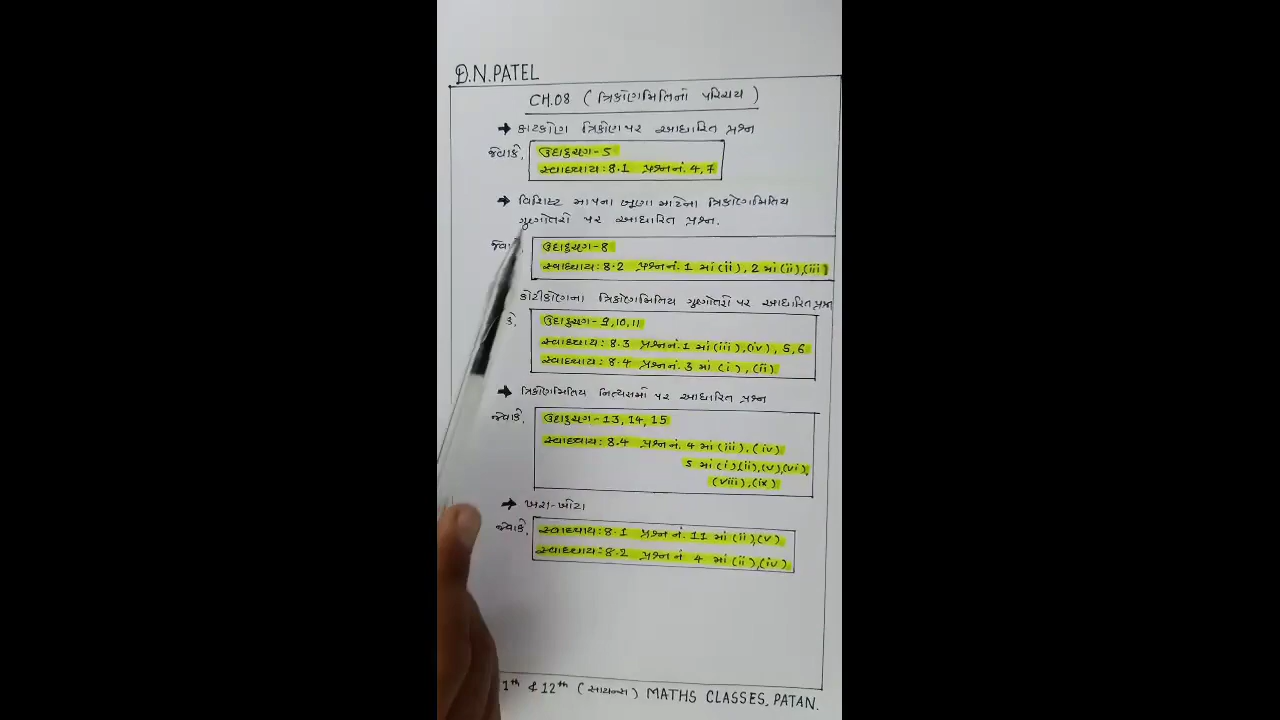 D.N.PATEL
CH.08 ( ત્રિકોણમિતિનો પરિચય )
→ કાટકોણ ત્રિકોણ પર આધારિત પ્રશ્ન
જેવાકે, ઉદાહરણ-5
સ્વાધ્યાય: 8.1 પ્રશ્ન નં. 4,7
→ વિશિષ્ટ માપના ખૂણા માટેના ત્રિકોણમિતિય
ગુણોત્તરો પર આધારિત પ્રશ્ન.
ઉદાહરણ-8
સ્વાધ્યાય: 8.2 પ્રશ્ન નં. 1 માં (ii), 2 માં (ii),(iii)
કોટીકોણના ત્રિકોણમિતિય ગુણોત્તરો પર આધારિત પ્રશ્ન
કે, ઉદાહરણ-9,10,11
સ્વાધ્યાય: 8.3 પ્રશ્ન નં. 1 માં (iii),(iv), 5,6
સ્વાધ્યાય: 8.4 પ્રશ્ન નં. 3 માં (i),(ii)
→ ત્રિકોણમિતિય નિત્યસમો પર આધારિત પ્રશ્ન
જેવાકે, ઉદાહરણ-13,14,15
સ્વાધ્યાય: 8.4 પ્રશ્ન નં. 4 માં (iii),(iv)
5 માં (i),(ii),(v),(vi),
(viii),(ix)
→ ખરા-ખોટા
જેવાકે, સ્વાધ્યાય: 8.1 પ્રશ્ન નં. 11 માં (ii),(v)
સ્વાધ્યાય: 8.2 પ્રશ્ન નં 4 માં (ii),(iv)
1th & 12th ( સાયન્સ ) MATHS CLASSES, PATAN.